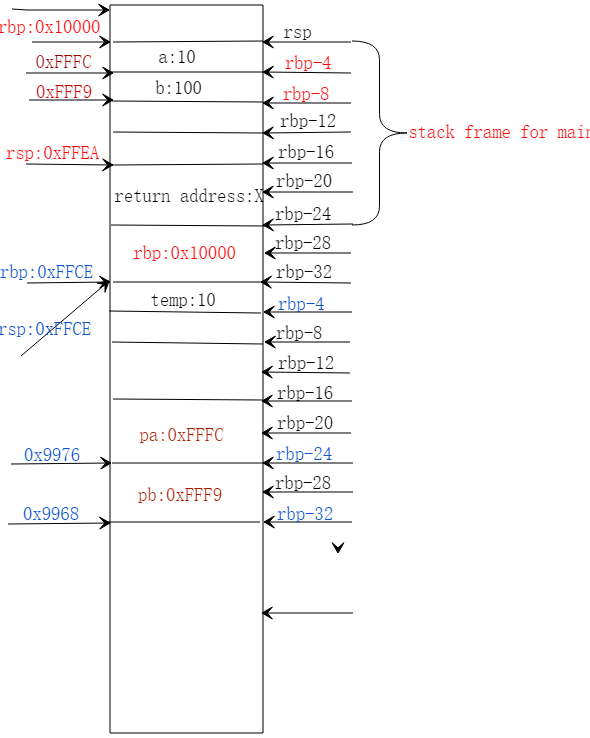 rbp:0x10000
rsp
0xFFFC
a:10
rbp-4
0xFFF9
b:100
rbp-8
rbp-12
stack frame for main
rsp:0xFFEA
rbp-16
rbp-20
return address:X
rbp-24
rbp:0x10000
rbp-28
rbp:0xFFCE
rbp-32
temp:10
rbp-4
rsp:0xFFCE
rbp-8
rbp-12
rbp-16
rbp-20
pa:0xFFFC
0x9976
rbp-24
rbp-28
pb:0xFFF9
0x9968
rbp-32